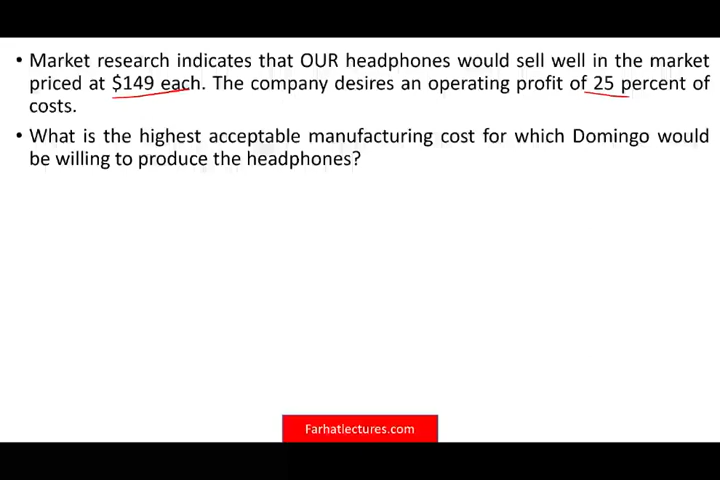 • Market research indicates that OUR headphones would sell well in the market
priced at $149 each. The company desires an operating profit of 25 percent of
costs.
• What is the highest acceptable manufacturing cost for which Domingo would
be willing to produce the headphones?
Farhatlectures.com